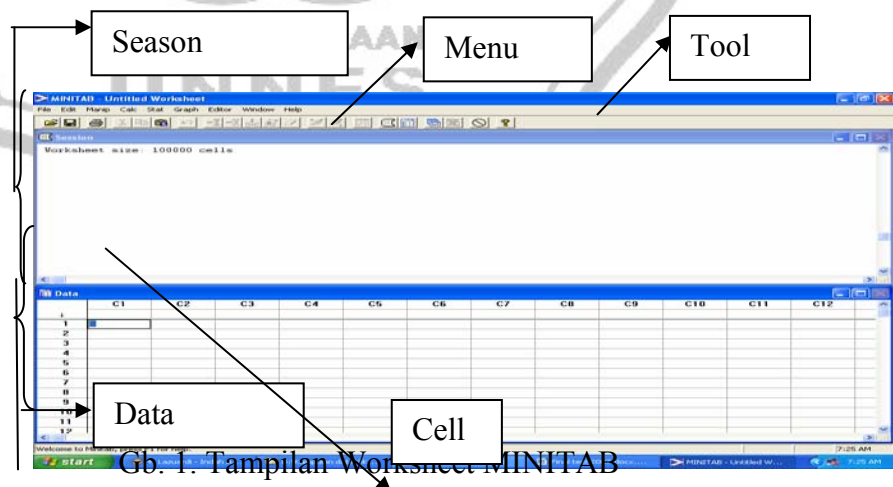 Season
Menu
Tool
MINITAB - Untitled Worksheet
File Edit Manip Calc Stat Graph Editor Window Help
Session
Worksheet size: 100000 cells
Data
C1 C2 C3 C4 C5 C6 C7 C8 C9 C10 C11 C12
1
2
3
4
5
6
7
8
9
10
11
12
Data
Cell
Welcome to Minitab, press F1 for help.
7:25 AM
start
MINITAB - Untitled W...
7:25 AM
Gb. 1. Tampilan Worksheet MINITAB